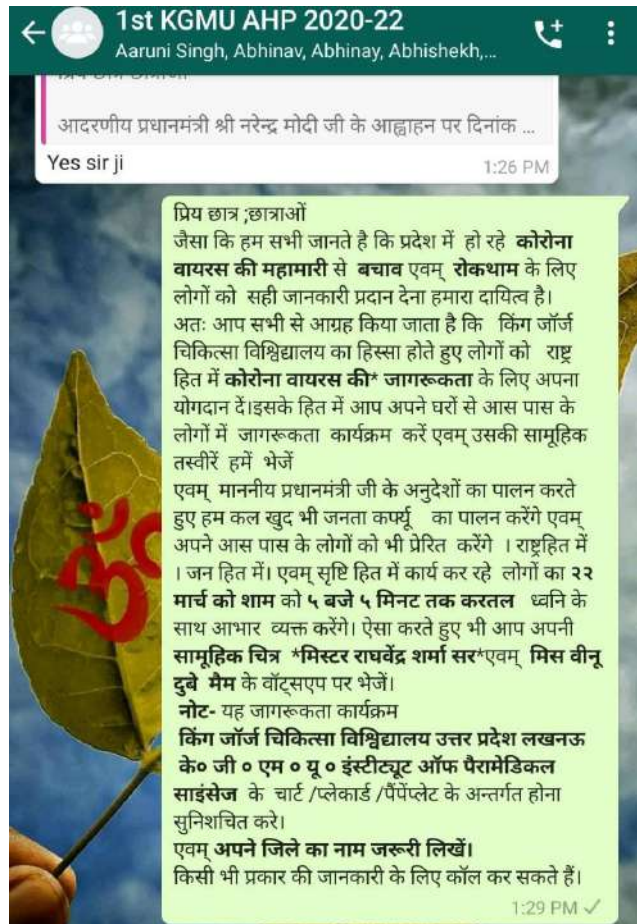 1st KGMU AHP 2020-22
Aaruni Singh, Abhinav, Abhinay, Abhishekh,...
आदरणीय प्रधानमंत्री श्री नरेन्द्र मोदी जी के आह्वाहन पर दिनांक ...
Yes sir ji
1:26 PM
प्रिय छात्र ;छात्राओं
जैसा कि हम सभी जानते है कि प्रदेश में हो रहे कोरोना
वायरस की महामारी से बचाव एवम् रोकथाम के लिए
लोगों को सही जानकारी प्रदान देना हमारा दायित्व है।
अतः आप सभी से आग्रह किया जाता है कि किंग जॉर्ज
चिकित्सा विश्विद्यालय का हिस्सा होते हुए लोगों को राष्ट्र
हित में कोरोना वायरस की* जागरूकता के लिए अपना
योगदान दें।इसके हित में आप अपने घरों से आस पास के
लोगों में जागरूकता कार्यक्रम करें एवम् उसकी सामूहिक
तस्वीरें हमें भेजें
एवम् माननीय प्रधानमंत्री जी के अनुदेशों का पालन करते
हुए हम कल खुद भी जनता कर्फ्यू का पालन करेंगे एवम्
अपने आस पास के लोगों को भी प्रेरित करेंगे । राष्ट्रहित में
। जन हित में। एवम् सृष्टि हित में कार्य कर रहे लोगों का २२
मार्च को शाम को ५ बजे ५ मिनट तक करतल ध्वनि के
साथ आभार व्यक्त करेंगे। ऐसा करते हुए भी आप अपनी
सामूहिक चित्र *मिस्टर राघवेंद्र शर्मा सर*एवम् मिस वीनू
दुबे मैम के वॉट्सएप पर भेजें।
नोट- यह जागरूकता कार्यक्रम
किंग जॉर्ज चिकित्सा विश्विद्यालय उत्तर प्रदेश लखनऊ
के० जी ० एम ० यू ० इंस्टीट्यूट ऑफ पैरामेडिकल
साइंसेज के चार्ट /प्लेकार्ड /पैंपेंप्लेट के अन्तर्गत होना
सुनिशचित करे।
एवम् अपने जिले का नाम जरूरी लिखें।
किसी भी प्रकार की जानकारी के लिए कॉल कर सकते हैं।
1:29 PM
ॐ